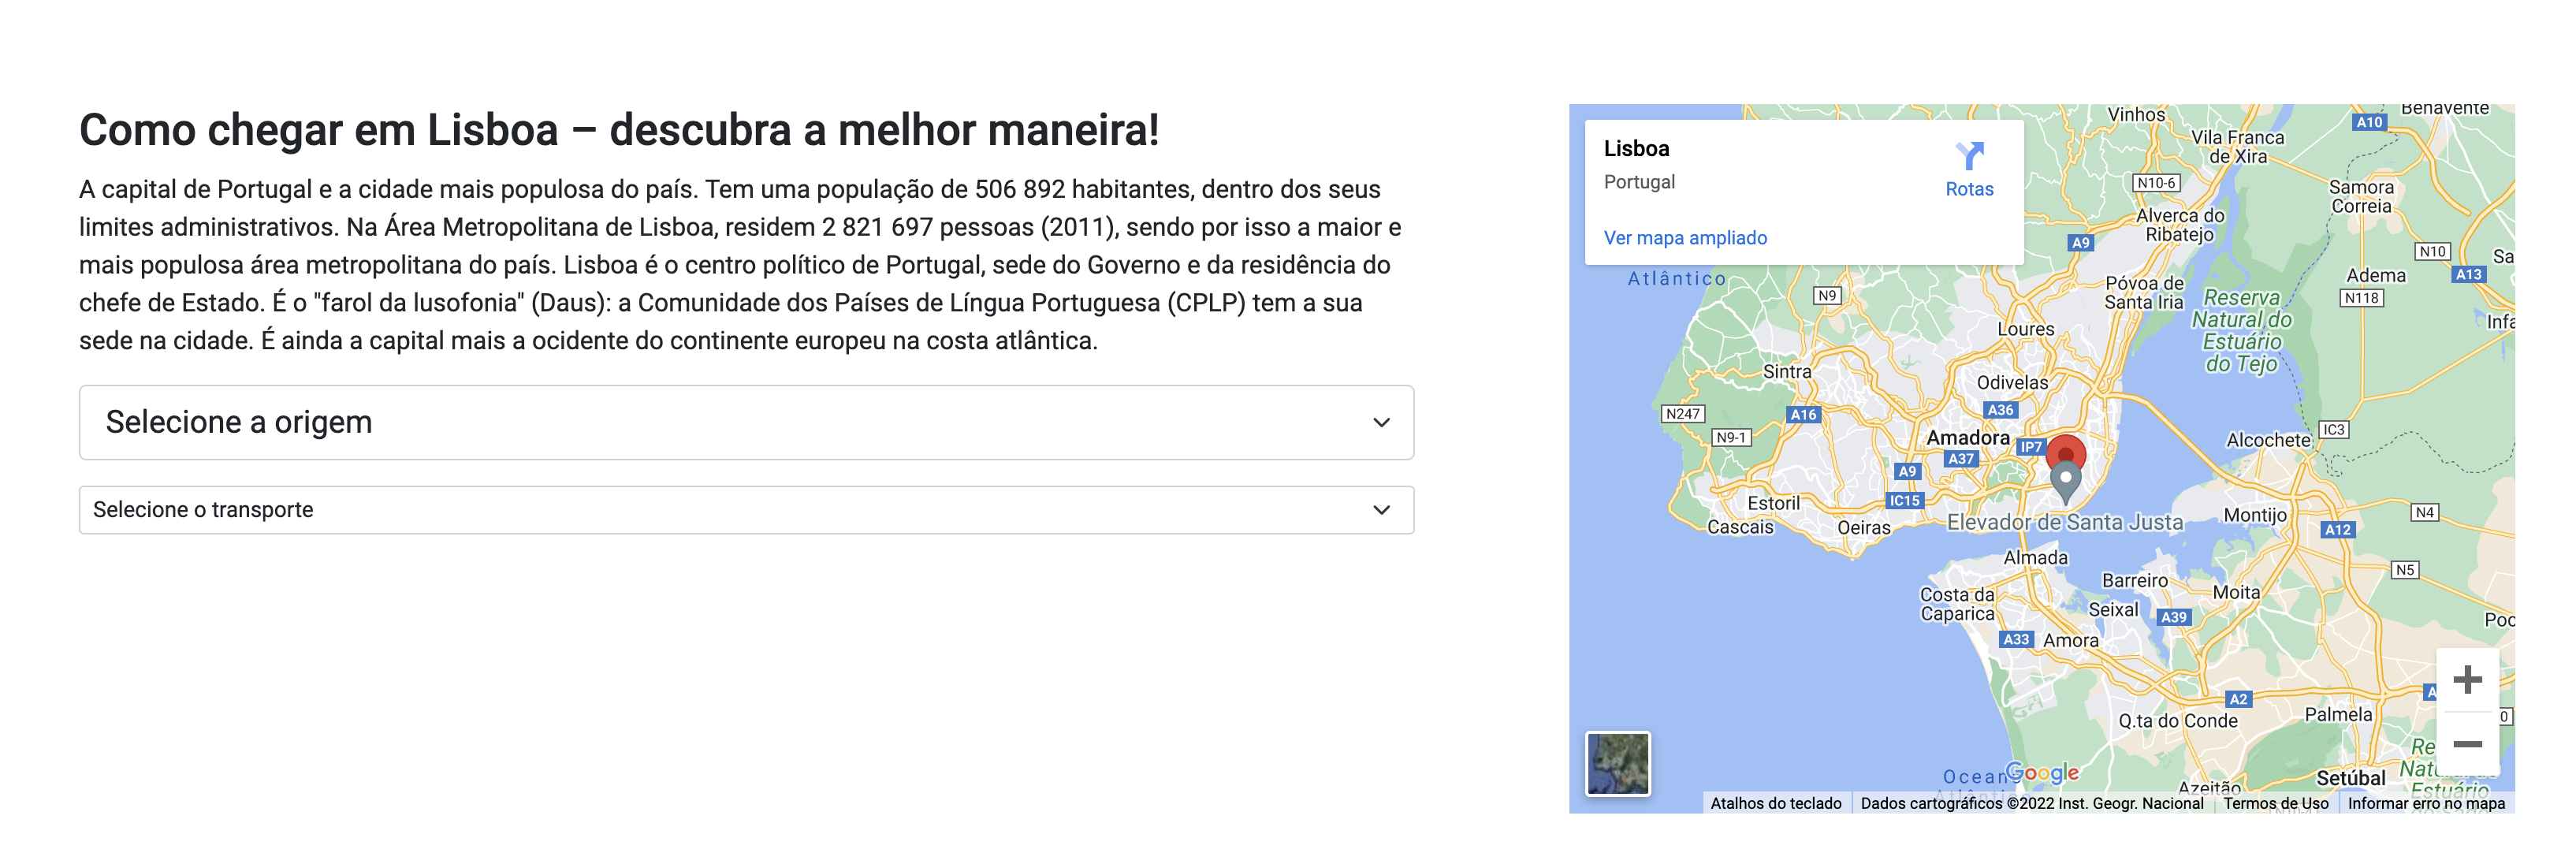 Como chegar em Lisboa – descubra a melhor maneira!
A capital de Portugal e a cidade mais populosa do país. Tem uma população de 506 892 habitantes, dentro dos seus
limites administrativos. Na Área Metropolitana de Lisboa, residem 2 821 697 pessoas (2011), sendo por isso a maior e
mais populosa área metropolitana do país. Lisboa é o centro político de Portugal, sede do Governo e da residência do
chefe de Estado. É o "farol da lusofonia" (Daus): a Comunidade dos Países de Língua Portuguesa (CPLP) tem a sua
sede na cidade. É ainda a capital mais a ocidente do continente europeu na costa atlântica.
Selecione a origem
Selecione o transporte
Lisboa
Portugal
Rotas
Ver mapa ampliado
Benavente
A10
Vinhos
Vila Franca
de Xira
N10-6
Samora
Correia
Alverca do
Ribatejo
A9
N10
Sa
Atlântico
Adema
A13
N9
Póvoa de
Santa Iria
N118
Reserva
Natural do
Estuário
do Tejo
Infa
Loures
Sintra
Odivelas
N247
A16
A36
N9-1
Amadora
IP7
Alcochete
IC3
A37
A9
IC15
Estoril
Cascais
Oeiras
Elevador de Santa Justa
Montijo
N4
A12
Almada
Barreiro
N5
Costa da
Caparica
Seixal
Moita
A39
Poc
A33
Amora
A2
A
Q.ta do Conde
Palmela
0
Re
Natu
Estuário
Ocean
Google
Setúbal
Azeitão
Atalhos do teclado
Dados cartográficos ©2022 Inst. Geogr. Nacional
Termos de Uso
Informar erro no mapa